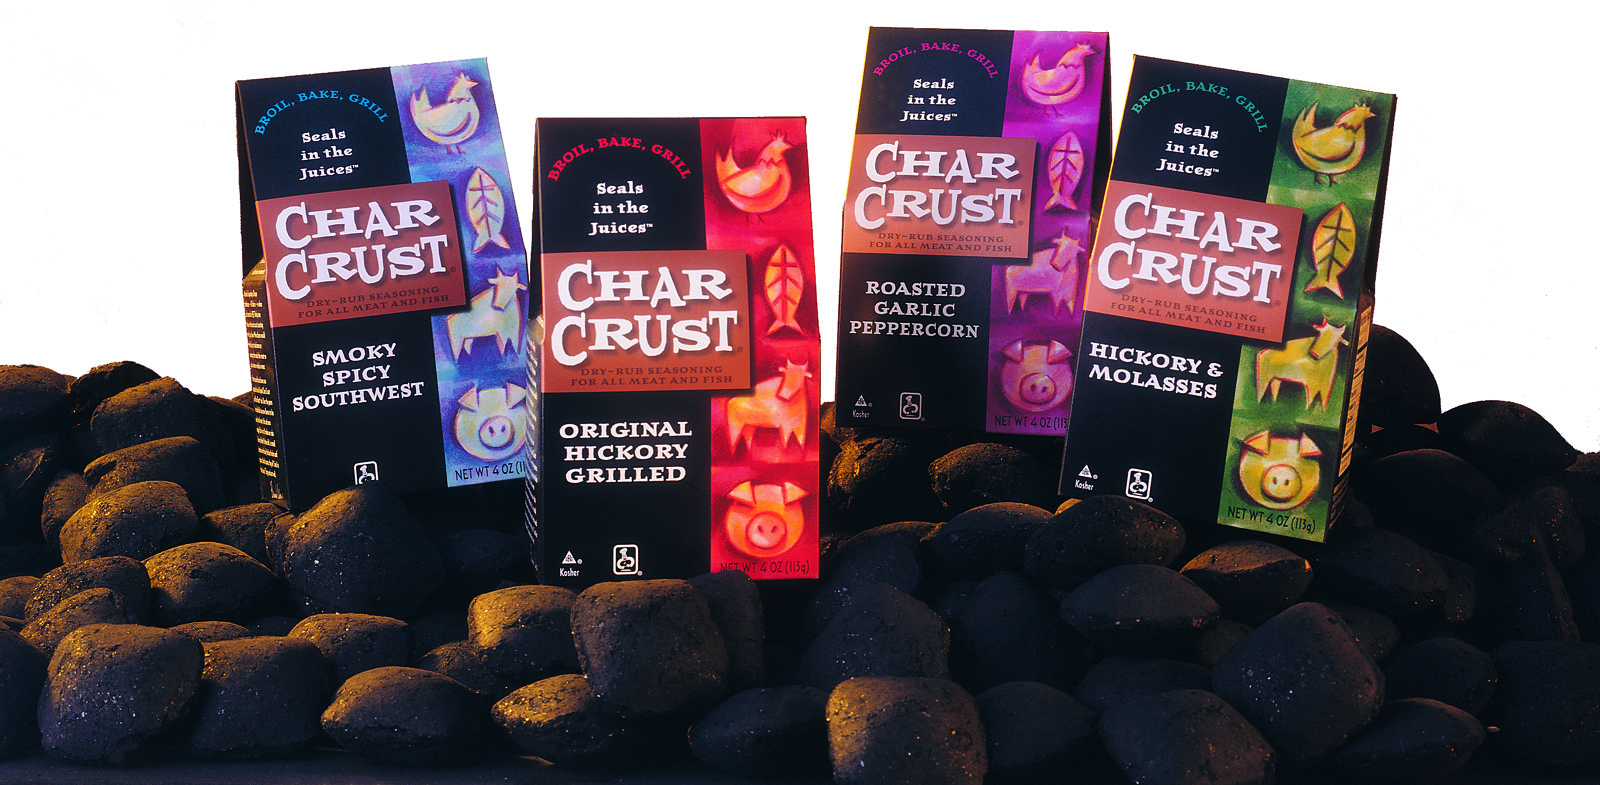 BROIL, BAKE, GRILL
Seals
in the
Juices™
CHAR
CRUST®
DRY-RUB SEASONING
FOR ALL MEAT AND FISH
SMOKY
SPICY
SOUTHWEST
NET WT 4 OZ (11
BROIL, BAKE, GRILL
Seals
in the
Juices™
CHAR
CRUST®
DRY-RUB SEASONING
FOR ALL MEAT AND FISH
ORIGINAL
HICKORY
GRILLED
Kosher
NET WT 4 OZ (113g)
BROIL, BAKE, GRILL
Seals
in the
Juices™
CHAR
CRUST®
DRY-RUB SEASONING
FOR ALL MEAT AND FISH
ROASTED
GARLIC
PEPPERCORN
Kosher
NET WT 4 OZ (113
BROIL, BAKE, GRILL
Seals
in the
Juices™
CHAR
CRUST®
DRY-RUB SEASONING
FOR ALL MEAT AND FISH
HICKORY &
MOLASSES
Kosher
NET WT 4 OZ (113g)